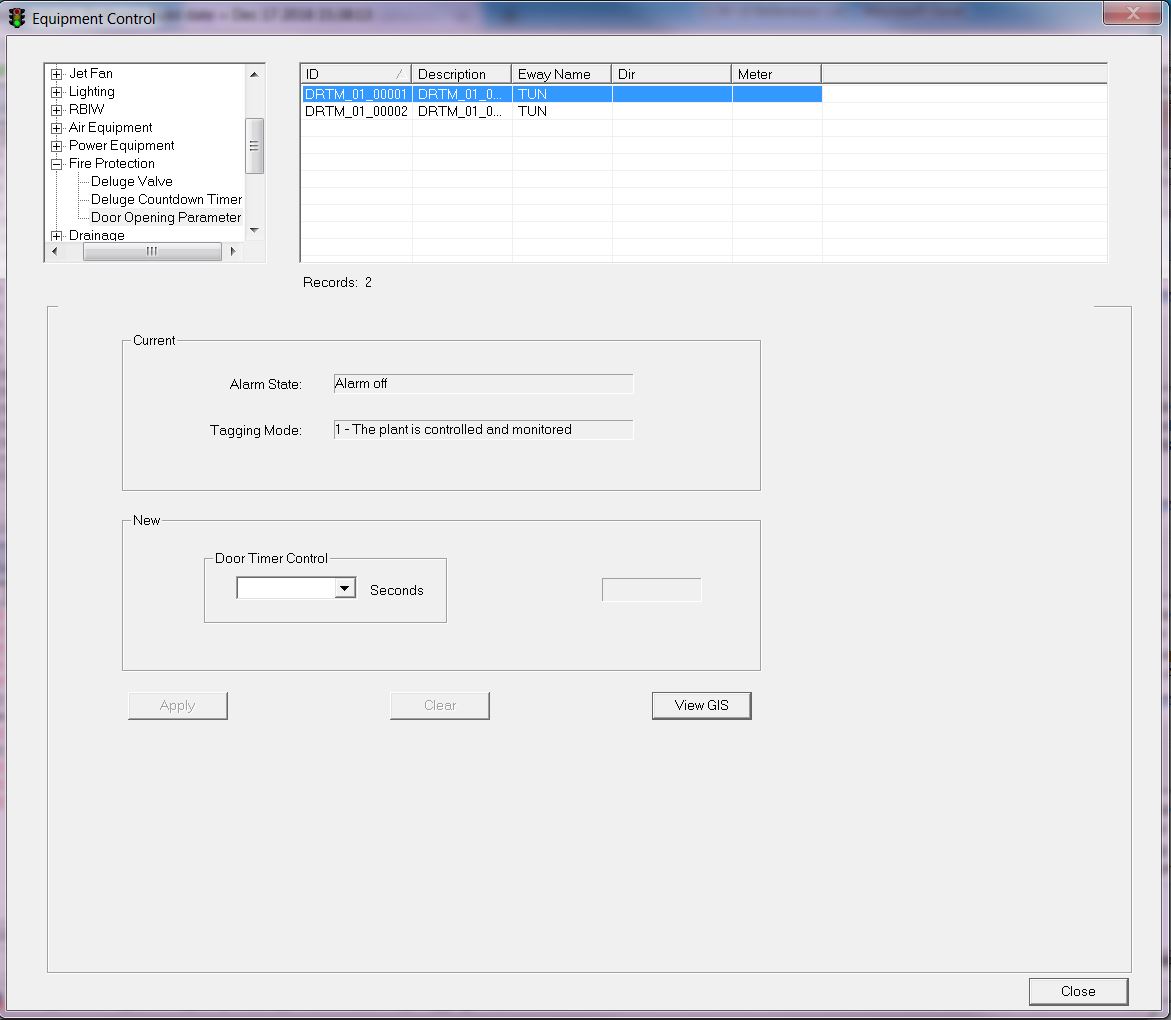 Equipment Control
Jet Fan
Lighting
RBIW
Air Equipment
Power Equipment
Fire Protection
Deluge Valve
Deluge Countdown Timer
Door Opening Parameter
Drainage
ID Description Eway Name Dir Meter
DRTM_01_00001 DRTM_01_0... TUN
DRTM_01_00002 DRTM_01_0... TUN
Records: 2
Current
Alarm State: Alarm off
Tagging Mode: 1 - The plant is controlled and monitored
New
Door Timer Control
Seconds
Apply Clear View GIS
Close